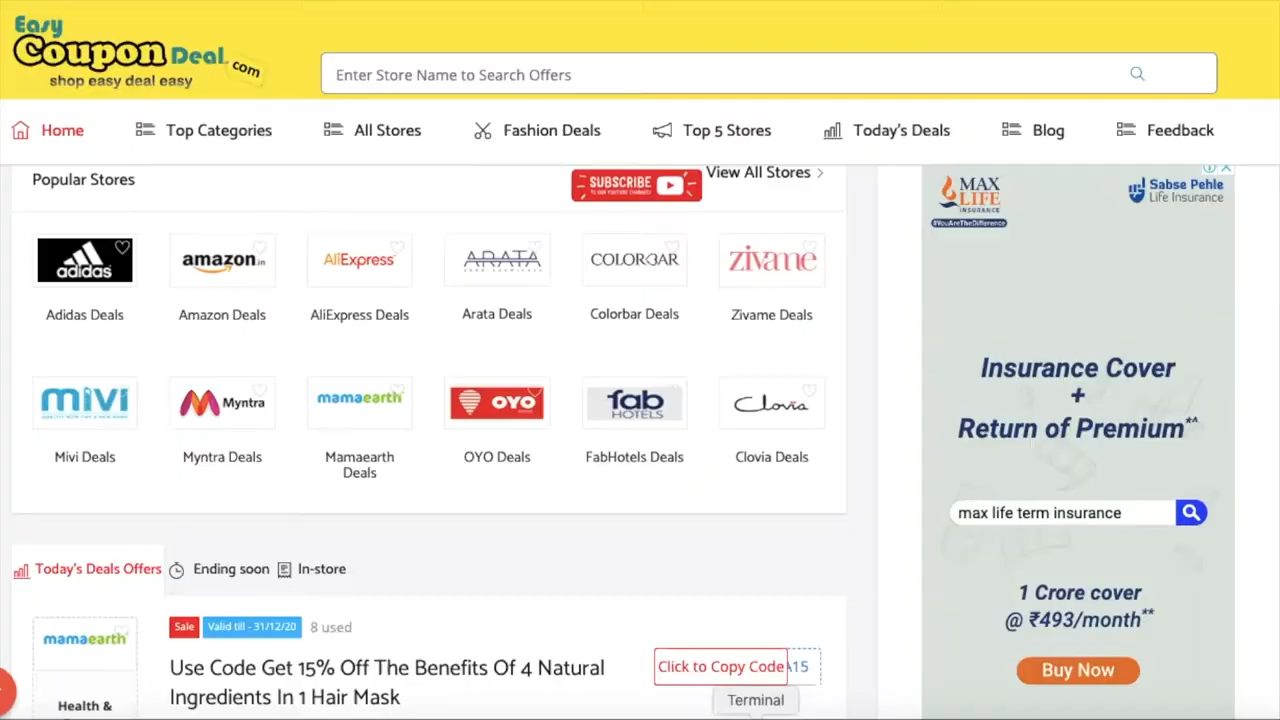 Easy
Coupon Deal.com
shop easy deal easy
Enter Store Name to Search Offers
Home
Top Categories
All Stores
Fashion Deals
Top 5 Stores
Today's Deals
Blog
Feedback
Popular Stores
SUBSCRIBE
TO OUR YOUTUBE CHANNEL
View All Stores
adidas
amazon.in
AliExpress
ARATA
COLORBAR
zivame
Adidas Deals
Amazon Deals
AliExpress Deals
Arata Deals
Colorbar Deals
Zivame Deals
mivi
Myntra
mamaearth
OYO
fab
HOTELS
Clovia
Mivi Deals
Myntra Deals
Mamaearth
Deals
OYO Deals
FabHotels Deals
Clovia Deals
Today's Deals Offers
Ending soon
In-store
mamaearth
Health &
Sale
Valid till - 31/12/20
8 used
Use Code Get 15% Off The Benefits Of 4 Natural
Ingredients In 1 Hair Mask
Click to Copy Code
A15
Terminal
MAX
LIFE
INSURANCE
#YouAreTheDifference
Sabse Pehle
Life Insurance
Insurance Cover
+
Return of Premium*^
max life term insurance
1 Crore cover
@ ₹493/month**
Buy Now